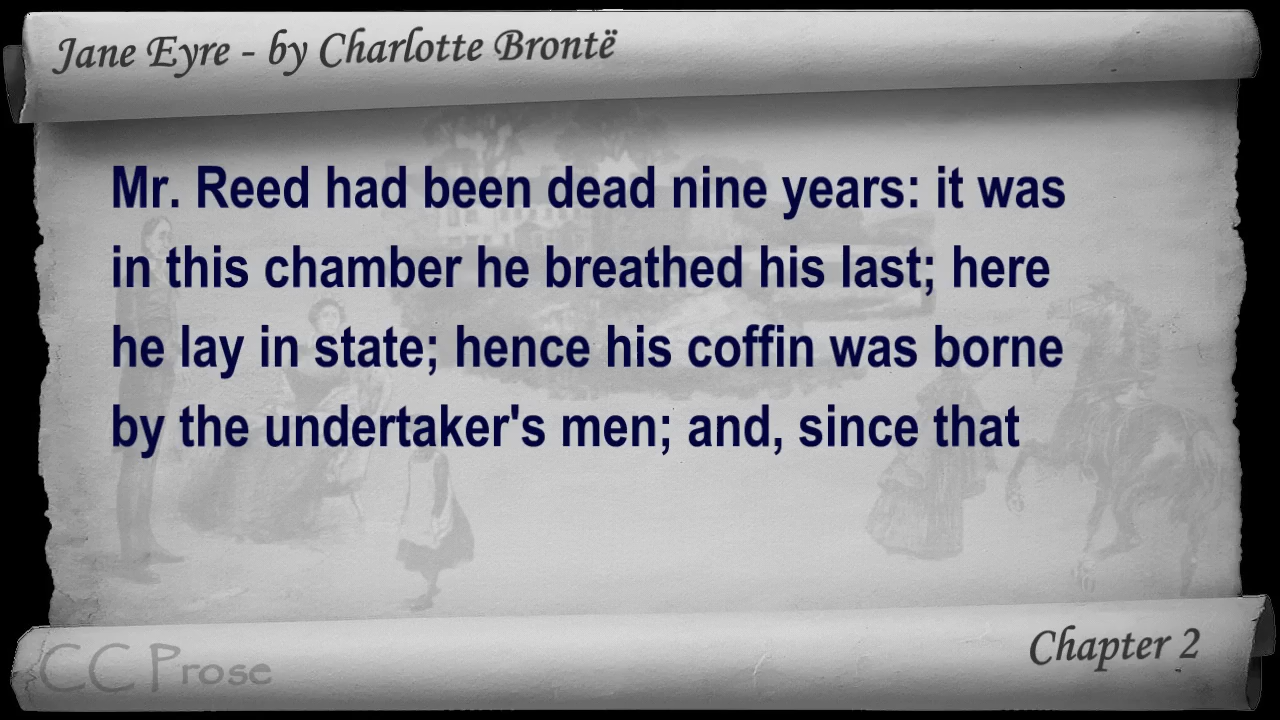 Jane Eyre - by Charlotte Brontë
Mr. Reed had been dead nine years: it was
in this chamber he breathed his last; here
he lay in state; hence his coffin was borne
by the undertaker's men; and, since that
Chapter 2
CC Prose